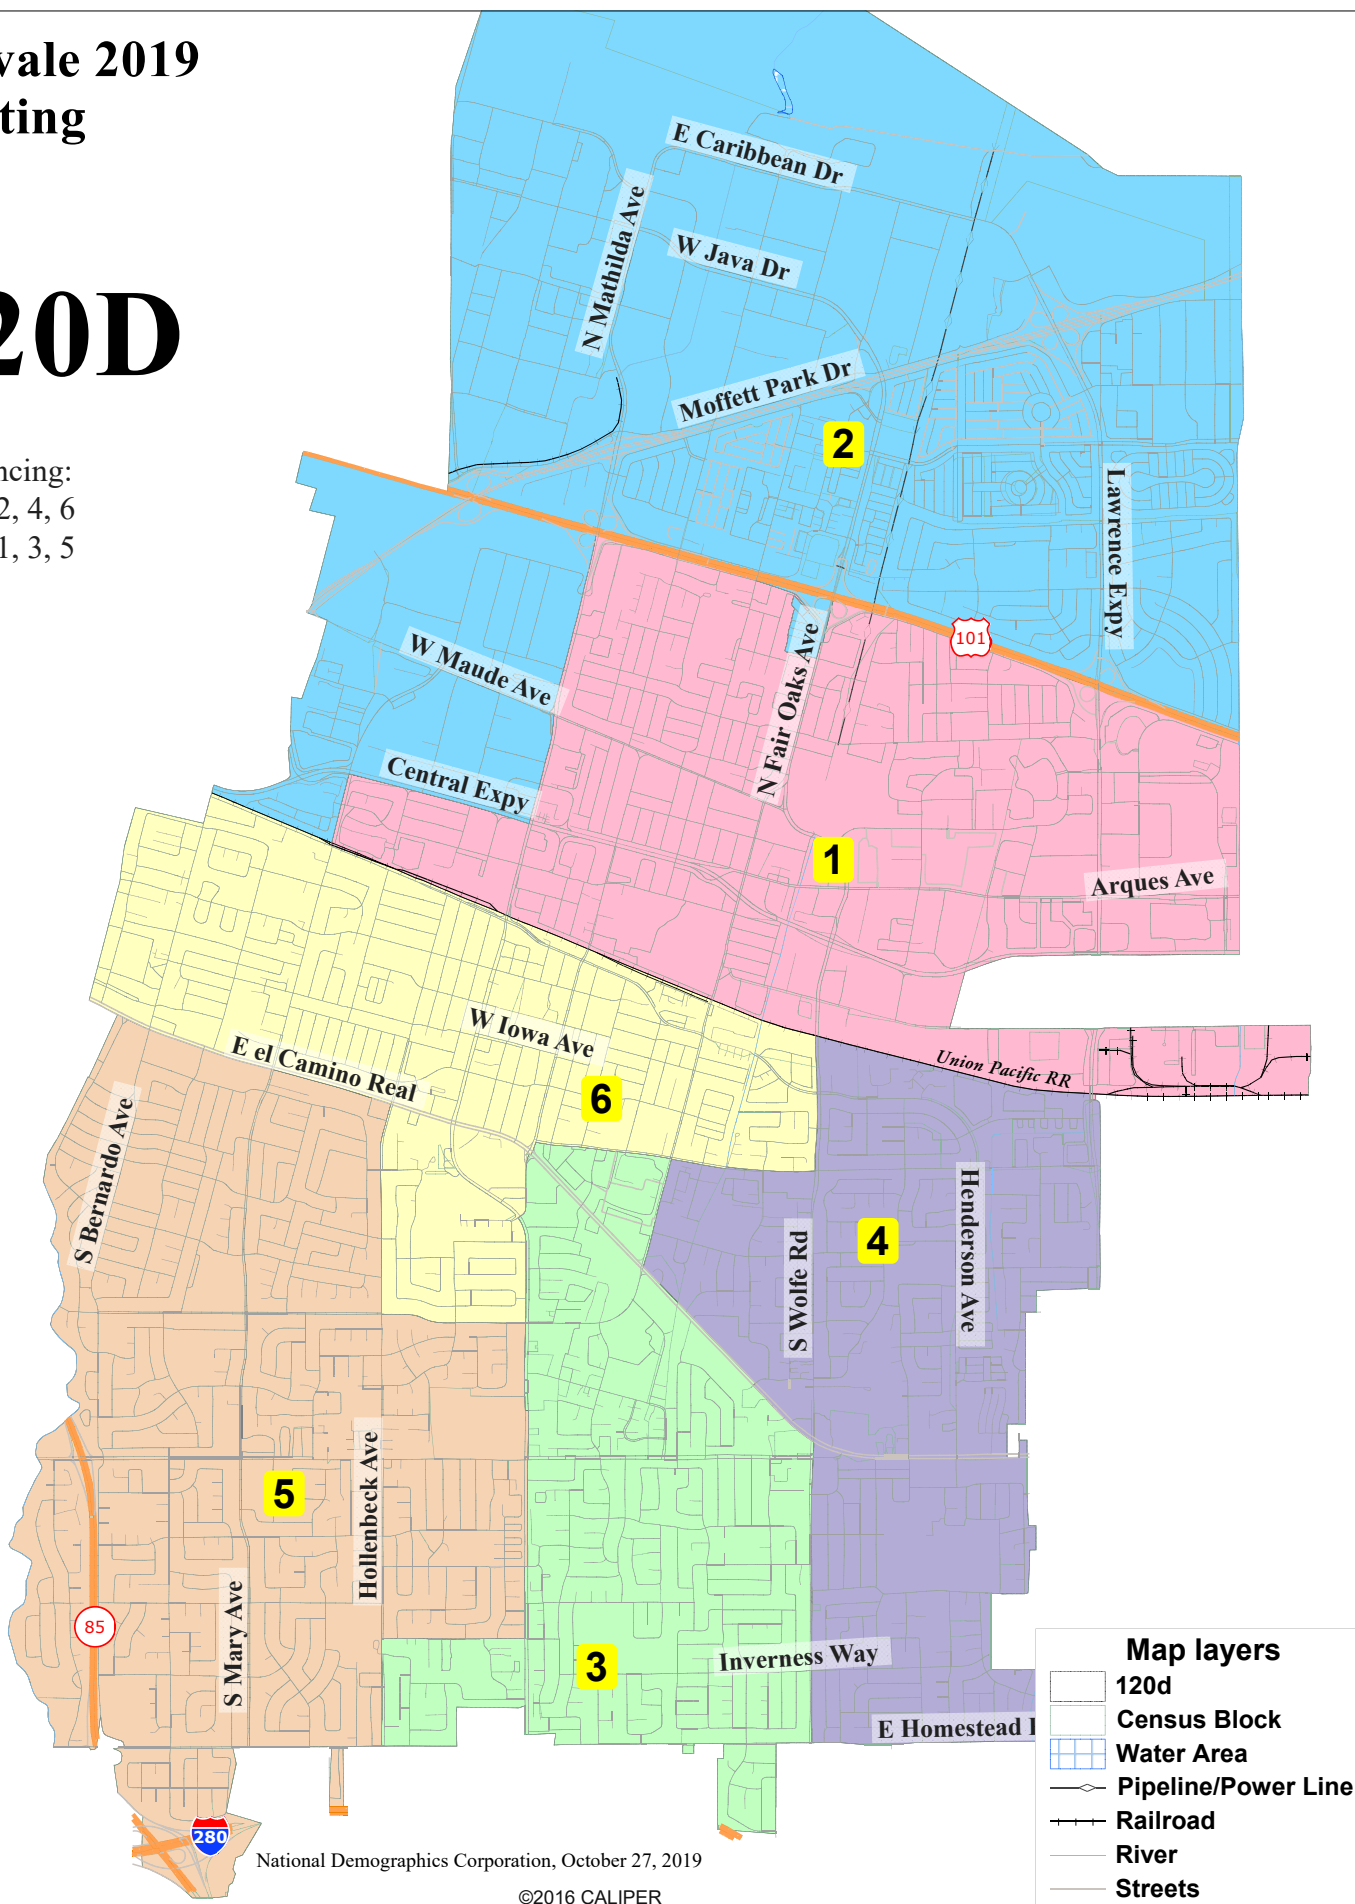 vale 2019
ting
20D
ncing:
2, 4, 6
1, 3, 5
E Caribbean Dr
N Mathilda Ave
W Java Dr
Moffett Park Dr
2
Lawrence Expy
101
W Maude Ave
N Fair Oaks Ave
Central Expy
1
Arques Ave
W Iowa Ave
E el Camino Real
Union Pacific RR
6
S Bernardo Ave
Henderson Ave
S Wolfe Rd
4
Hollenbeck Ave
5
S Mary Ave
85
3
Inverness Way
E Homestead
280
Map layers
120d
Census Block
Water Area
Pipeline/Power Line
Railroad
River
Streets
National Demographics Corporation, October 27, 2019
©2016 CALIPER